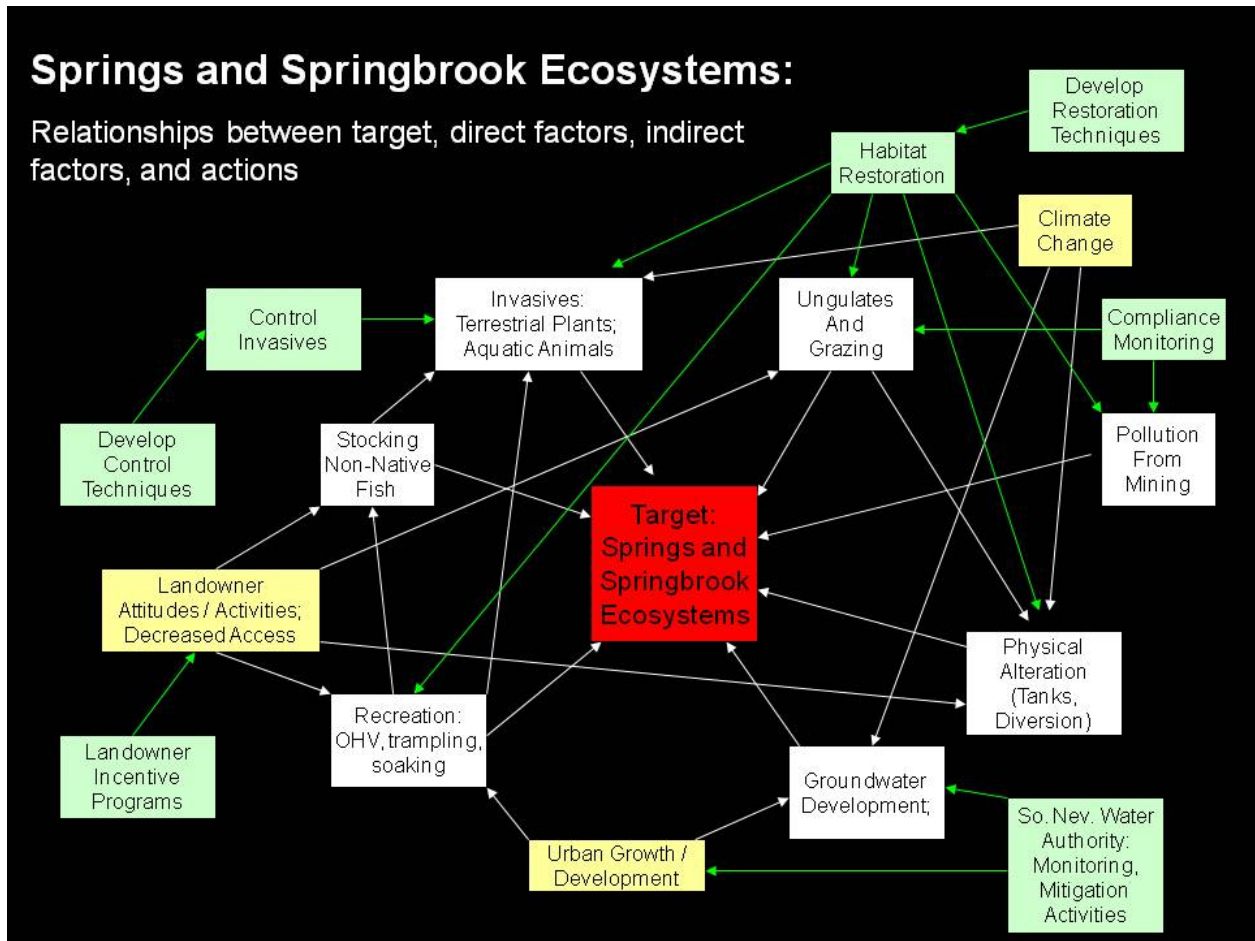 Springs and Springbrook Ecosystems:
Relationships between target, direct factors, indirect
factors, and actions
Develop
Restoration
Techniques
Habitat
Restoration
Climate
Change
Control
Invasives
Invasives:
Terrestrial Plants;
Aquatic Animals
Ungulates
And
Grazing
Compliance
Monitoring
Develop
Control
Techniques
Stocking
Non-Native
Fish
Pollution
From
Mining
Target:
Springs and
Springbrook
Ecosystems
Landowner
Attitudes / Activities;
Decreased Access
Physical
Alteration
(Tanks,
Diversion)
Landowner
Incentive
Programs
Recreation:
OHV, trampling,
soaking
Groundwater
Development;
Urban Growth /
Development
So. Nev. Water
Authority:
Monitoring,
Mitigation
Activities